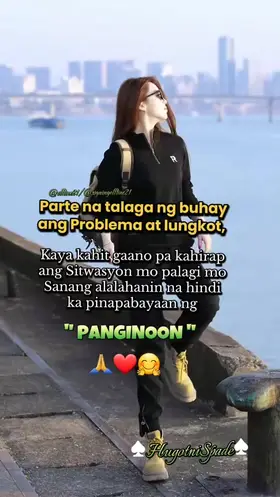 Parte na talaga ng buhay
ang Problema at lungkot,
Kaya kahit gaano pa kahirap
ang Sitwasyon mo palagi mo
Sanang alalahanin na hindi
ka pinapabayaan ng
" PANGINOON "
🙏❤️🤗
♠HugotniSpade♠